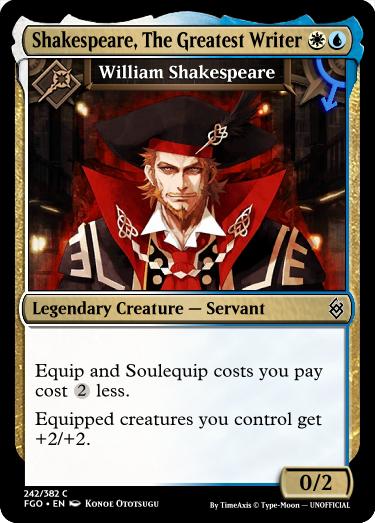 Shakespeare, The Greatest Writer
William Shakespeare
Legendary Creature — Servant
Equip and Soulequip costs you pay
cost 2 less.
Equipped creatures you control get
+2/+2.
0/2
242/382 C
FGO • EN Konoe Ototsugu
By TimeAxis © Type-Moon — UNOFFICIAL